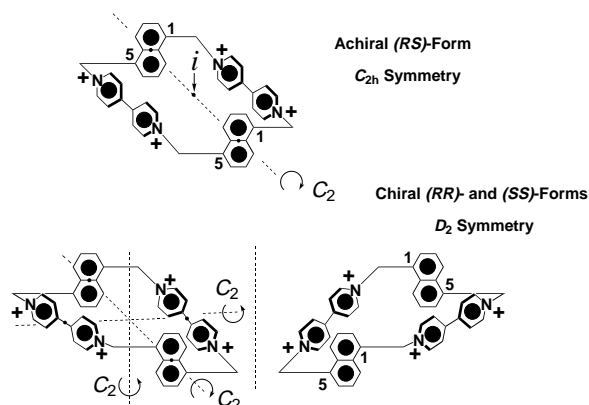 1
5
i
Achiral (RS)-Form
C2h Symmetry
+
N
+
N
+
N
N
+
1
5
C2
Chiral (RR)- and (SS)-Forms
D2 Symmetry
+
N
+
N
C2
+
N
N
+
C2
C2
1
+
N
5
+
N
+
N
1
N
+
5